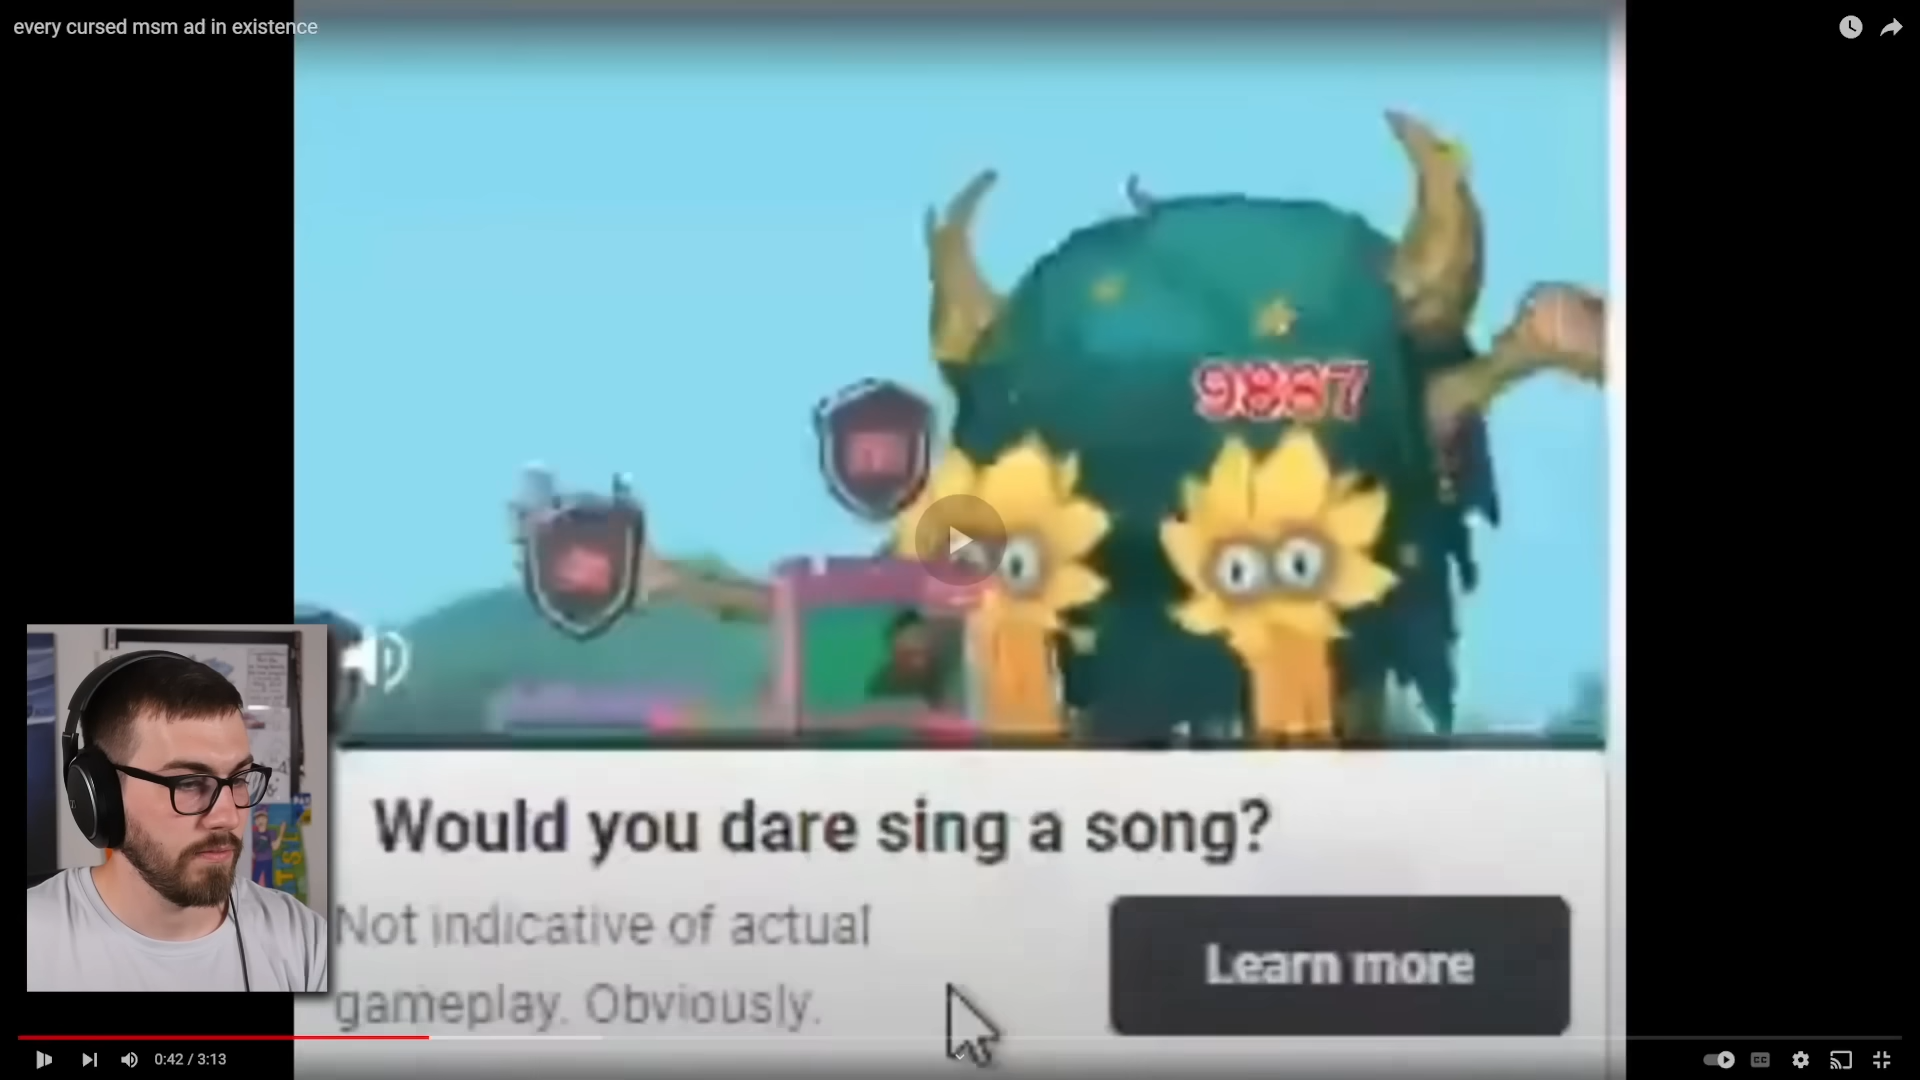 every cursed msm ad in existence
9887
Would you dare sing a song?
Not indicative of actual
gameplay. Obviously.
Learn more
0:42 / 3:13